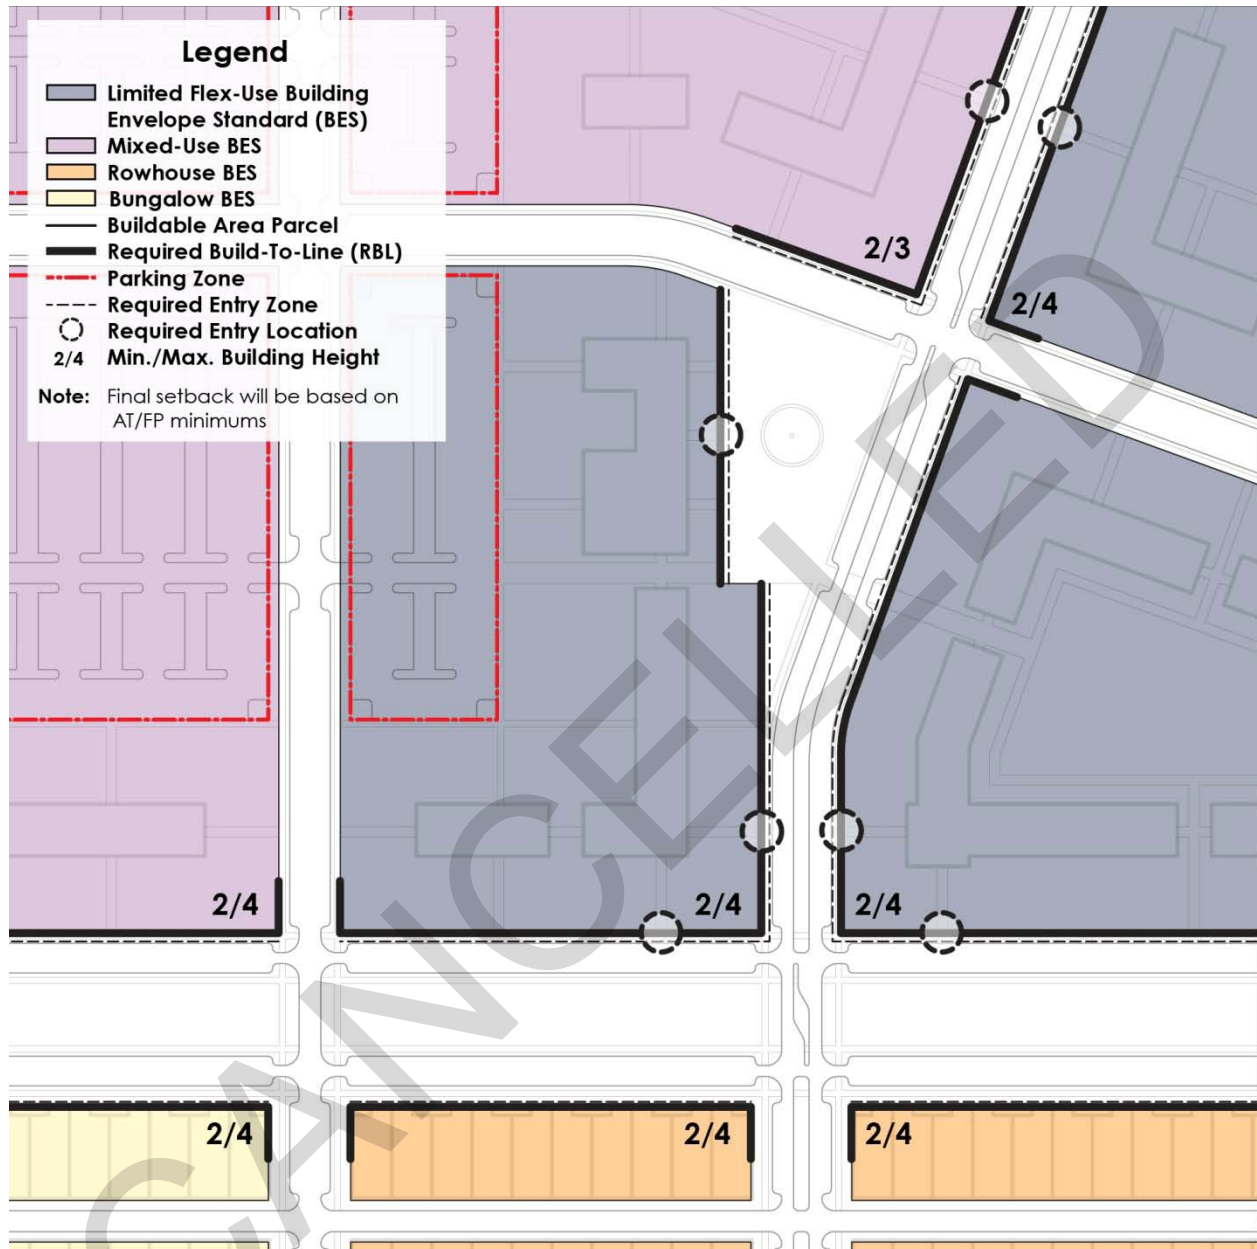 Legend
Limited Flex-Use Building
Envelope Standard (BES)
Mixed-Use BES
Rowhouse BES
Bungalow BES
Buildable Area Parcel
Required Build-To-Line (RBL)
Parking Zone
Required Entry Zone
Required Entry Location
2/4 Min./Max. Building Height
Note: Final setback will be based on
AT/FP minimums
2/3
2/4
2/4
2/4
2/4
2/4
2/4
2/4
CANCELLED